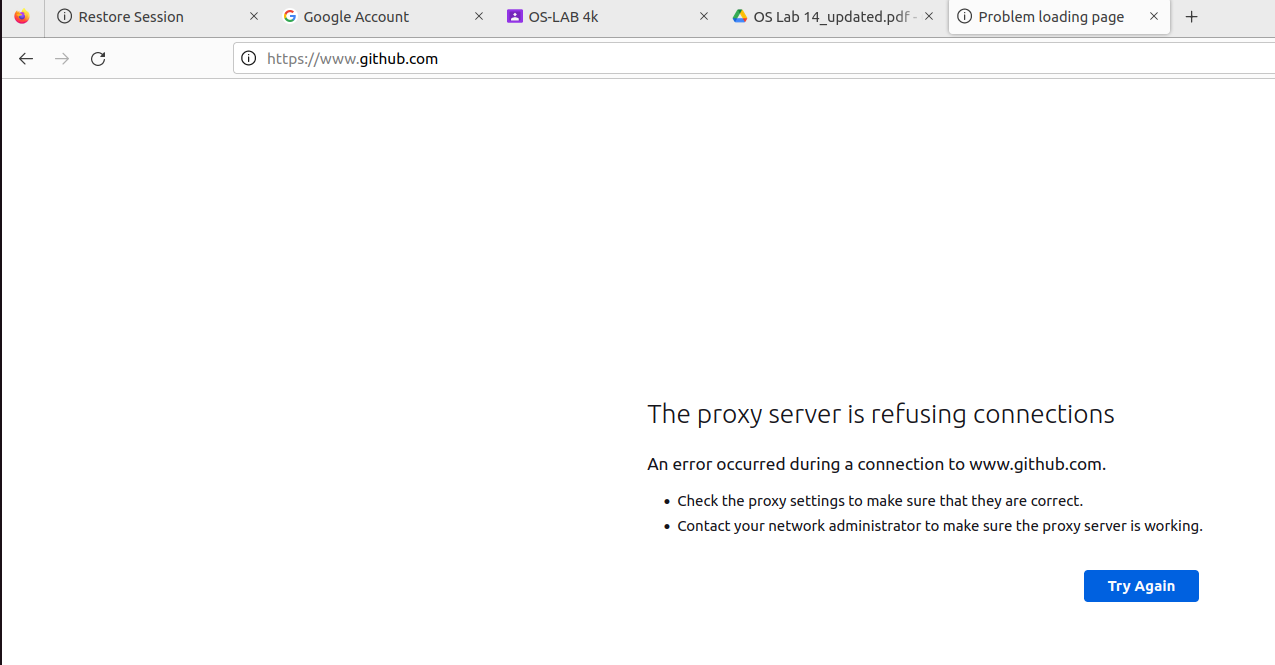 Restore Session
Google Account
OS-LAB 4k
OS Lab 14_updated.pdf -
Problem loading page
https://www.github.com
The proxy server is refusing connections
An error occurred during a connection to www.github.com.
• Check the proxy settings to make sure that they are correct.
• Contact your network administrator to make sure the proxy server is working.
Try Again